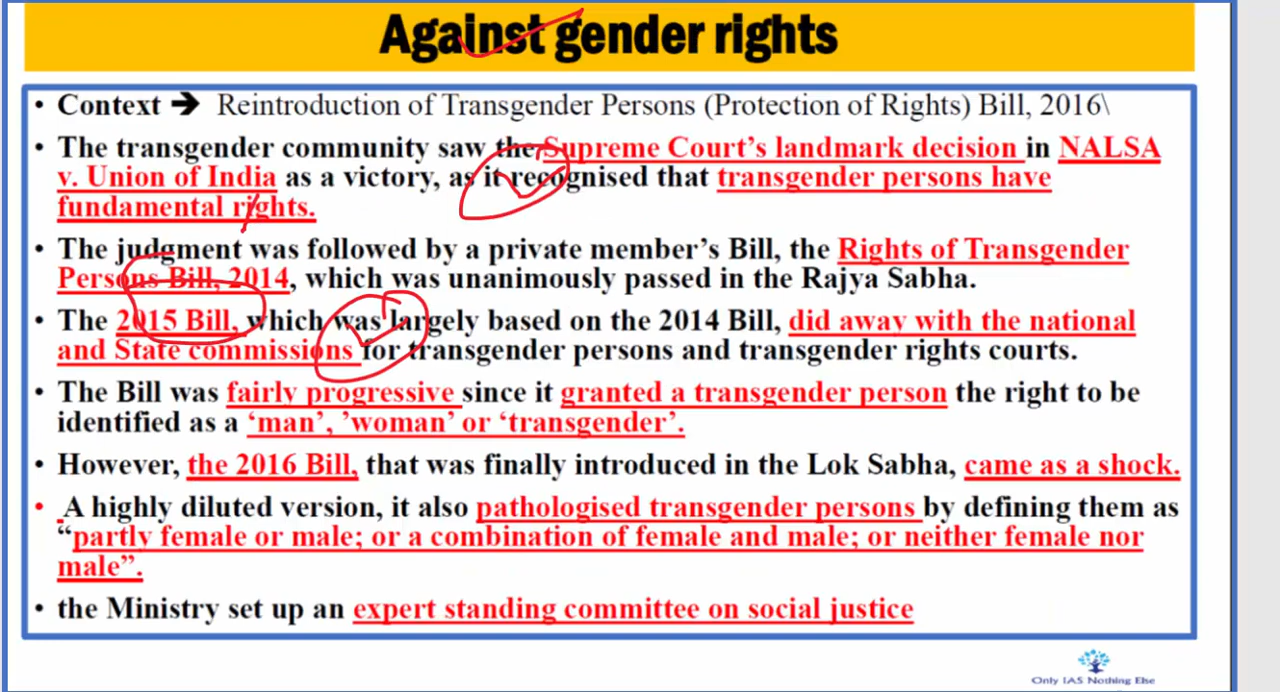 Against gender rights
• Context ➔ Reintroduction of Transgender Persons (Protection of Rights) Bill, 2016\
• The transgender community saw the Supreme Court’s landmark decision in NALSA
v. Union of India as a victory, as it recognised that transgender persons have
fundamental rights.
• The judgment was followed by a private member’s Bill, the Rights of Transgender
Persons Bill, 2014, which was unanimously passed in the Rajya Sabha.
• The 2015 Bill, which was largely based on the 2014 Bill, did away with the national
and State commissions for transgender persons and transgender rights courts.
• The Bill was fairly progressive since it granted a transgender person the right to be
identified as a ‘man’, ’woman’ or ‘transgender’.
• However, the 2016 Bill, that was finally introduced in the Lok Sabha, came as a shock.
• A highly diluted version, it also pathologised transgender persons by defining them as
“partly female or male; or a combination of female and male; or neither female nor
male”.
• the Ministry set up an expert standing committee on social justice
Only IAS Nothing Else